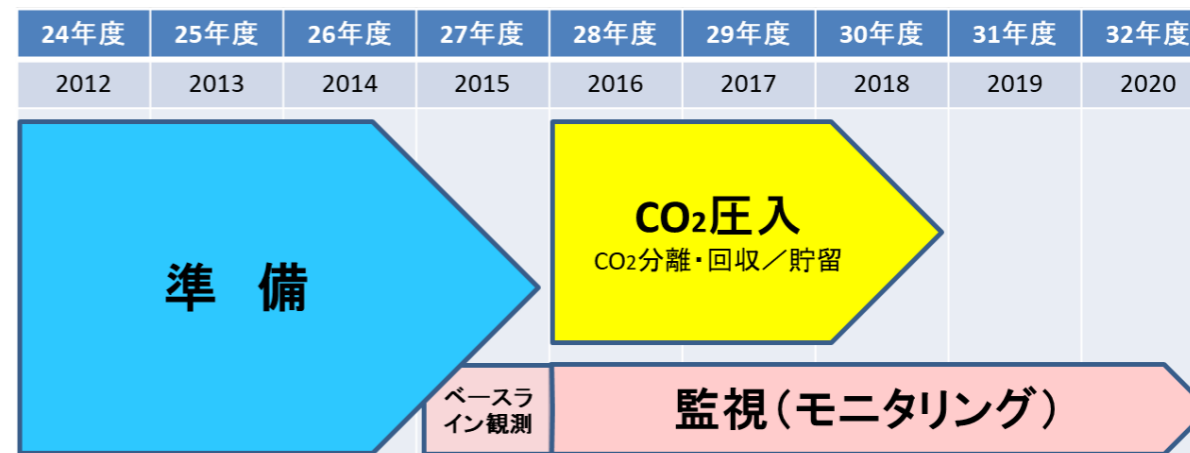 24年度 25年度 26年度 27年度 28年度 29年度 30年度 31年度 32年度
2012 2013 2014 2015 2016 2017 2018 2019 2020
準 備
CO₂圧入
CO₂分離・回収／貯留
ベースラ
イン観測
監視（モニタリング）